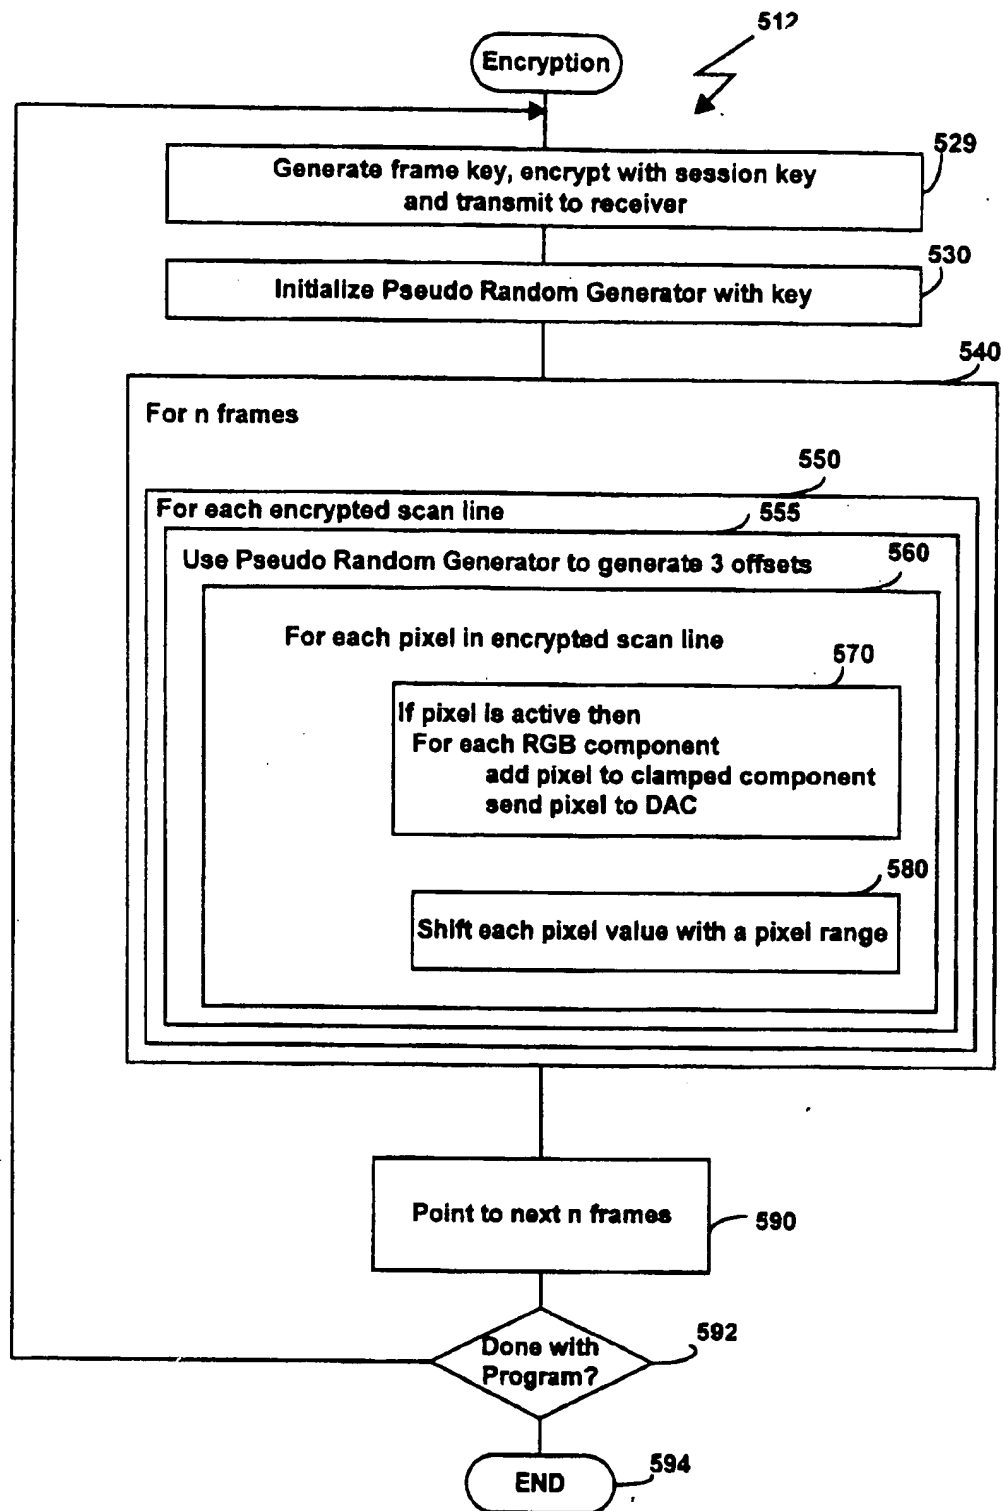 512
Encryption
529
Generate frame key, encrypt with session key
and transmit to receiver
530
Initialize Pseudo Random Generator with key
540
For n frames
550
For each encrypted scan line
555
Use Pseudo Random Generator to generate 3 offsets
560
For each pixel in encrypted scan line
570
If pixel is active then
For each RGB component
add pixel to clamped component
send pixel to DAC
580
Shift each pixel value with a pixel range
Point to next n frames
590
Done with
Program?
592
END
594